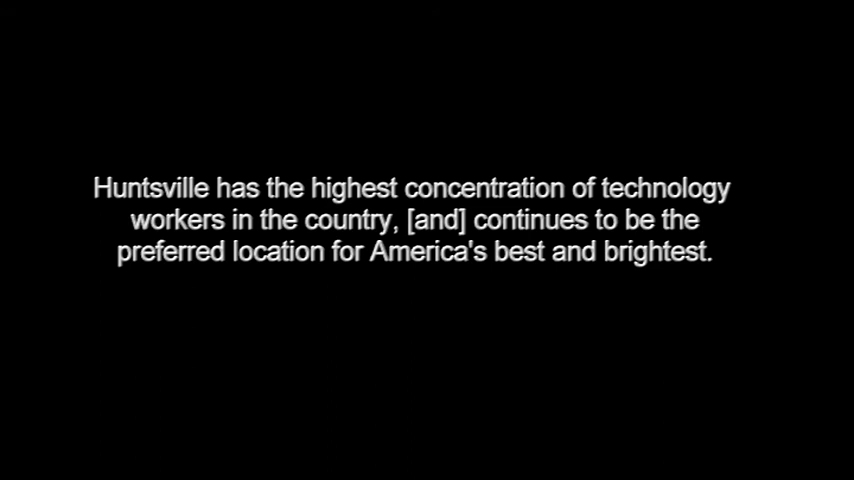 Huntsville has the highest concentration of technology
workers in the country, [and] continues to be the
preferred location for America's best and brightest.